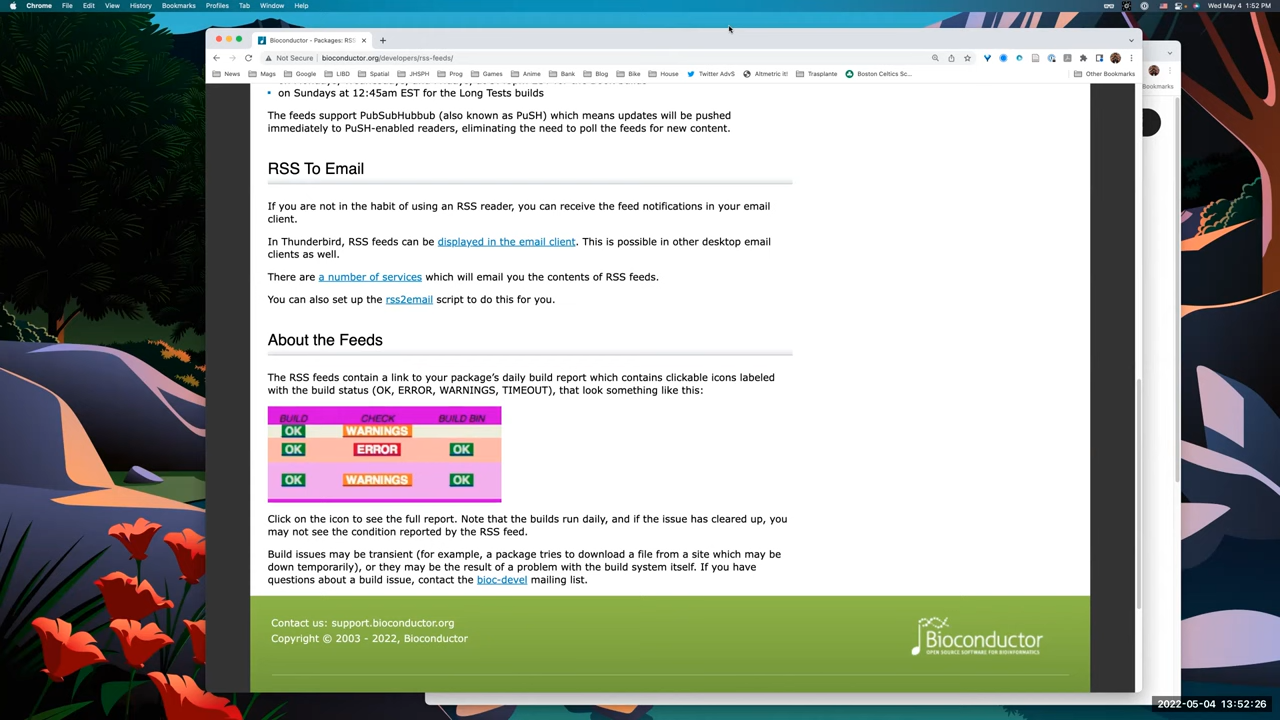 Chrome File Edit View History Bookmarks Profiles Tab Window Help
Wed May 4 1:52 PM
Bioconductor - Packages: RSS
Not Secure bioconductor.org/developers/rss-feeds/
News Mags Google LIBD Spatial JHSPH Prog Games Anime Bank Blog Bike House Twitter AdvS Altmetric it! Trasplante Boston Celtics Sc... Other Bookmarks
Bookmarks
on Sundays at 12:45am EST for the Long Tests builds
The feeds support PubSubHubbub (also known as PuSH) which means updates will be pushed
immediately to PuSH-enabled readers, eliminating the need to poll the feeds for new content.
RSS To Email
If you are not in the habit of using an RSS reader, you can receive the feed notifications in your email
client.
In Thunderbird, RSS feeds can be displayed in the email client. This is possible in other desktop email
clients as well.
There are a number of services which will email you the contents of RSS feeds.
You can also set up the rss2email script to do this for you.
About the Feeds
The RSS feeds contain a link to your package's daily build report which contains clickable icons labeled
with the build status (OK, ERROR, WARNINGS, TIMEOUT), that look something like this:
BUILD CHECK BUILD BIN
OK WARNINGS
OK ERROR OK
OK WARNINGS OK
Click on the icon to see the full report. Note that the builds run daily, and if the issue has cleared up, you
may not see the condition reported by the RSS feed.
Build issues may be transient (for example, a package tries to download a file from a site which may be
down temporarily), or they may be the result of a problem with the build system itself. If you have
questions about a build issue, contact the bioc-devel mailing list.
Contact us: support.bioconductor.org
Copyright © 2003 - 2022, Bioconductor
Bioconductor
OPEN SOURCE SOFTWARE FOR BIOINFORMATICS
2022-05-04 13:52:26